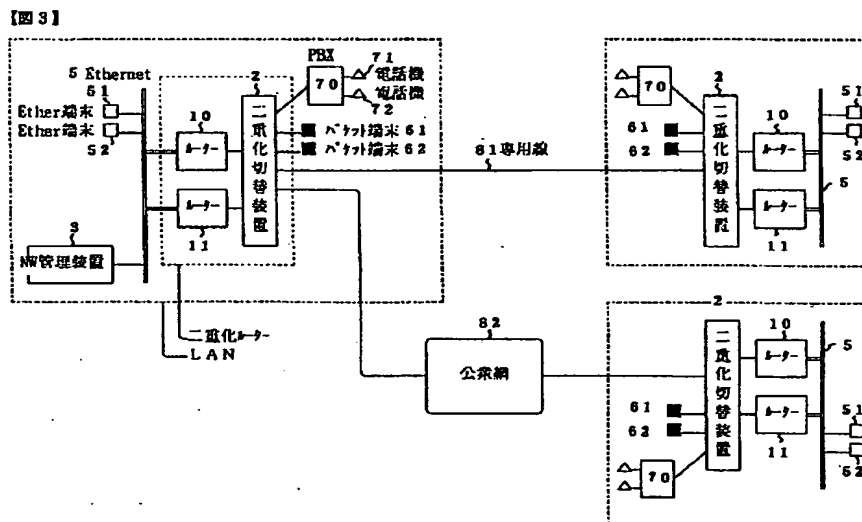 【図3】
5 Ethernet
51
Ether端末
Ether端末
52
10
ルーター
ルーター
11
2
二重化切替装置
PBX
70
71
電話機
電話機
72
パケット端末 61
パケット端末 62
3
NW管理装置
二重化ルーター
LAN
81専用線
82
公衆網
70
61
62
2
二重化切替装置
10
ルーター
ルーター
11
5
51
52
2
二重化切替装置
10
ルーター
ルーター
11
5
51
52
61
62
70